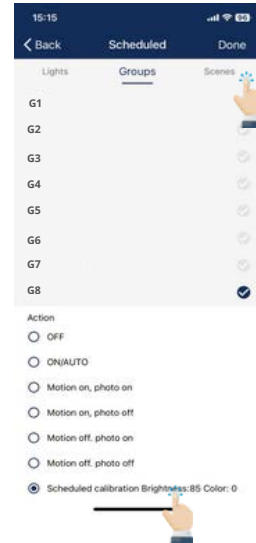 15:15
Back Scheduled Done
Lights Groups Scenes
G1
G2
G3
G4
G5
G6
G7
G8
Action
OFF
ON/AUTO
Motion on, photo on
Motion on, photo off
Motion off. photo on
Motion off. photo off
Scheduled calibration Brightness:85 Color: 0